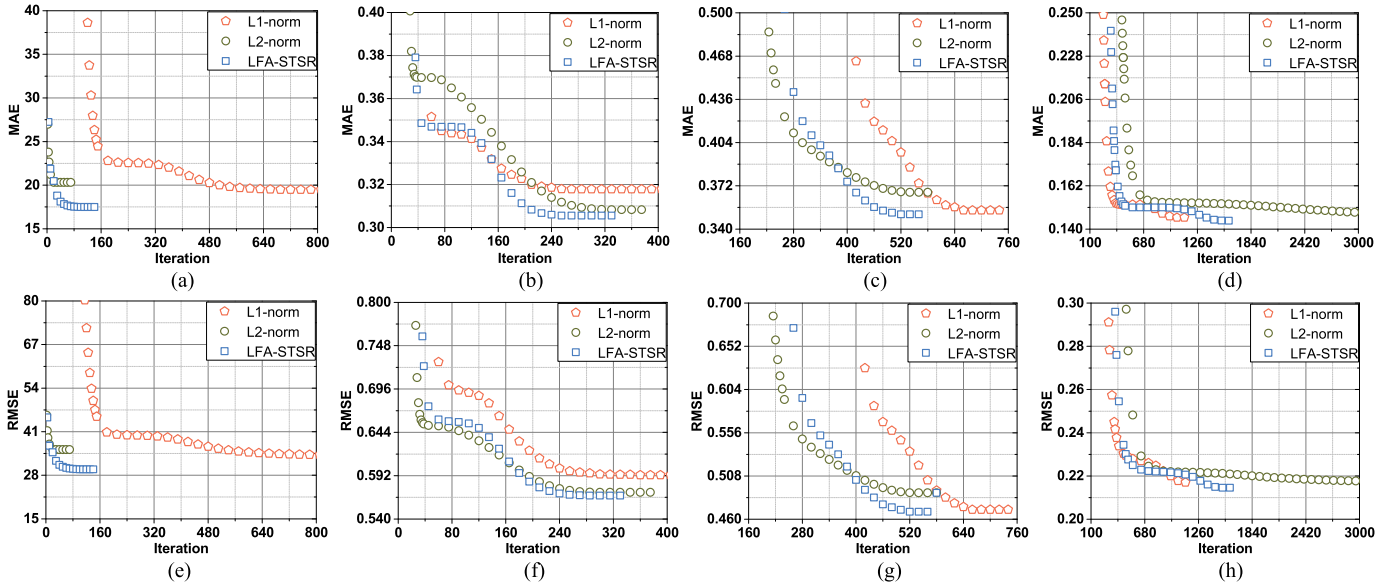 MAE
40
35
30
25
20
15
0
160
320
480
640
800
L1-norm
L2-norm
LFA-STSR
Iteration
(a)
MAE
0.40
0.38
0.36
0.34
0.32
0.30
0
80
160
240
320
400
L1-norm
L2-norm
LFA-STSR
Iteration
(b)
MAE
0.500
0.468
0.436
0.404
0.372
0.340
160
280
400
520
640
760
L1-norm
L2-norm
LFA-STSR
Iteration
(c)
MAE
0.250
0.228
0.206
0.184
0.162
0.140
100
680
1260
1840
2420
3000
L1-norm
L2-norm
LFA-STSR
Iteration
(d)
RMSE
80
67
54
41
28
15
0
160
320
480
640
800
L1-norm
L2-norm
LFA-STSR
Iteration
(e)
RMSE
0.800
0.748
0.696
0.644
0.592
0.540
0
80
160
240
320
400
L1-norm
L2-norm
LFA-STSR
Iteration
(f)
RMSE
0.700
0.652
0.604
0.556
0.508
0.460
160
280
400
520
640
760
L1-norm
L2-norm
LFA-STSR
Iteration
(g)
RMSE
0.30
0.28
0.26
0.24
0.22
0.20
100
680
1260
1840
2420
3000
L1-norm
L2-norm
LFA-STSR
Iteration
(h)